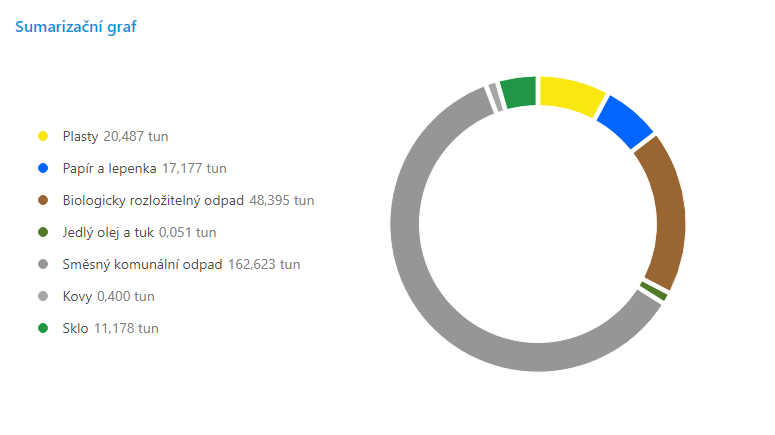 Sumarizační graf
Plasty 20,487 tun
Papír a lepenka 17,177 tun
Biologicky rozložitelný odpad 48,395 tun
Jedlý olej a tuk 0,051 tun
Směsný komunální odpad 162,623 tun
Kovy 0,400 tun
Sklo 11,178 tun